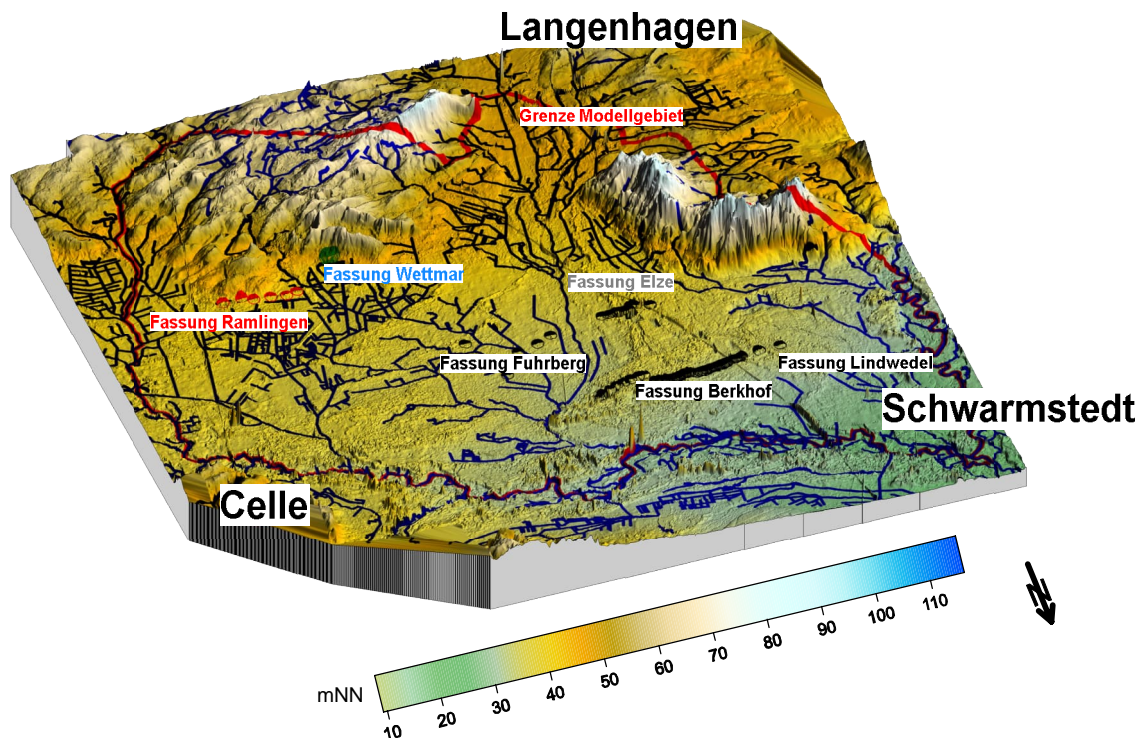 Langenhagen
Grenze Modellgebiet
Fassung Wettmar
Fassung Elze
Fassung Ramlingen
Fassung Fuhrberg
Fassung Lindwedel
Fassung Berkhof
Schwarmstedt
Celle
mNN
10 20 30 40 50 60 70 80 90 100 110
N